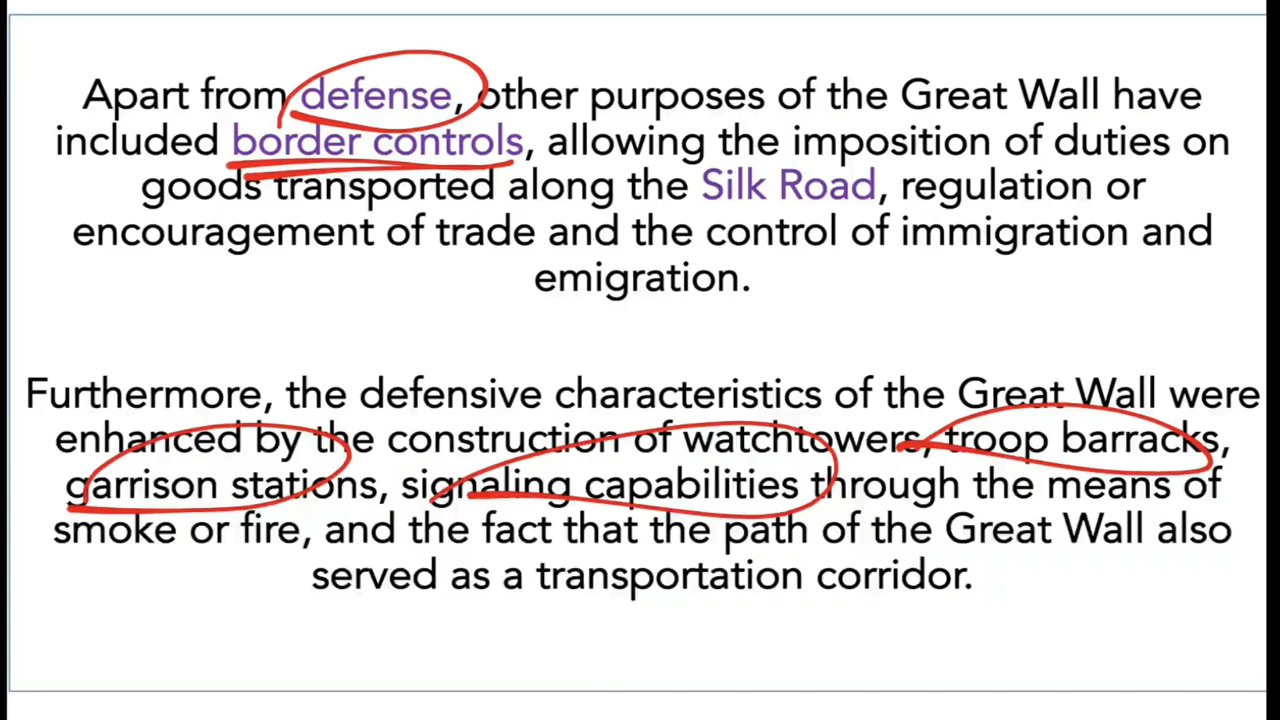 Apart from defense, other purposes of the Great Wall have
included border controls, allowing the imposition of duties on
goods transported along the Silk Road, regulation or
encouragement of trade and the control of immigration and
emigration.
Furthermore, the defensive characteristics of the Great Wall were
enhanced by the construction of watchtowers, troop barracks,
garrison stations, signaling capabilities through the means of
smoke or fire, and the fact that the path of the Great Wall also
served as a transportation corridor.